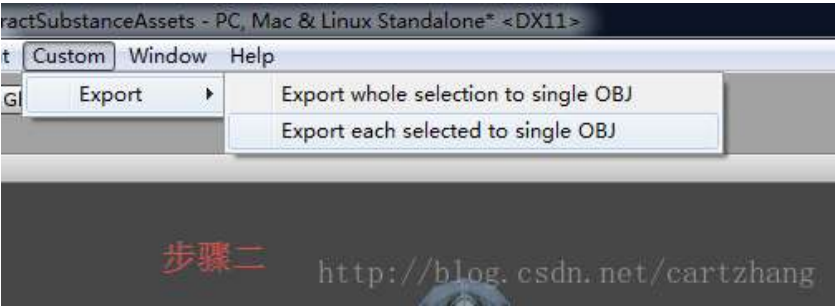 ractSubstanceAssets - PC, Mac & Linux Standalone* <DX11>
t Custom Window Help
Gl Export Export whole selection to single OBJ
Export each selected to single OBJ
步骤二
http://blog.csdn.net/cartzhang